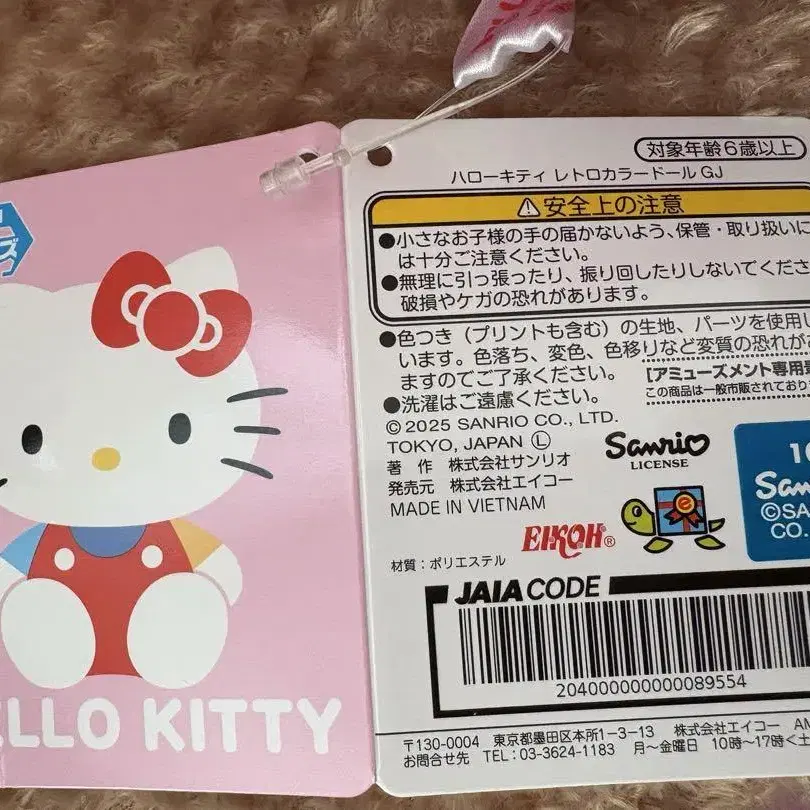 ズ
HELLO KITTY
対象年齢6歳以上
ハローキティ レトロカラードール GJ
⚠安全上の注意
●小さなお子様の手の届かないよう、保管・取り扱いに
は十分ご注意ください。
●無理に引っ張ったり、振り回したりしないでくださ
破損やケガの恐れがあります。
●色つき（プリントも含む）の生地、パーツを使用し
います。色落ち、変色、色移りなど変質の恐れが
ますのでご了承ください。
●洗濯はご遠慮ください。
[アミューズメント専用景
この商品は一般市販されており
© 2025 SANRIO CO., LTD.
TOKYO, JAPAN Ⓛ
著 作 株式会社サンリオ
発売元 株式会社エイコー
MADE IN VIETNAM
Sanrio
LICENSE
EIKOH®
e
10
San
©SA
CO.
材質：ポリエステル
JAIA CODE
204000000000089554
〒130-0004 東京都墨田区本所1-3-13 株式会社エイコー AM
お問合せ先 TEL：03-3624-1183 月～金曜日 10時～17時＜土